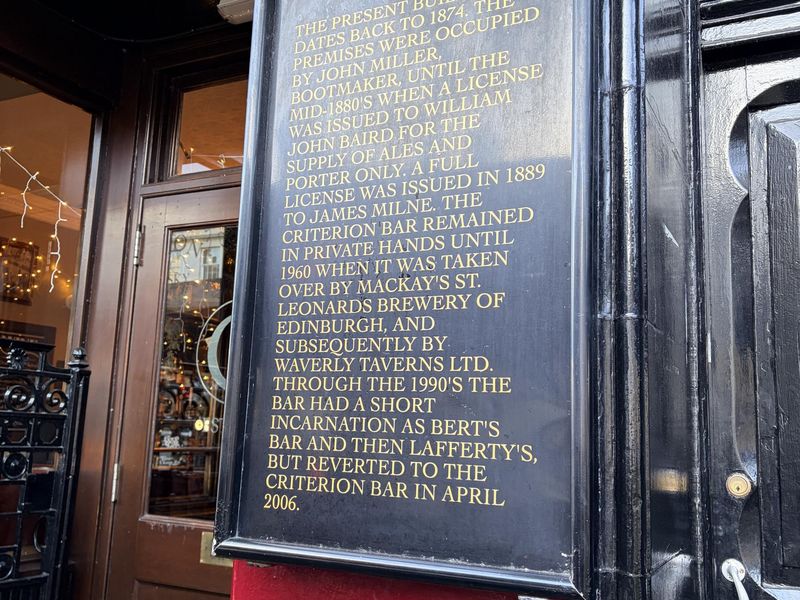 THE PRESENT
DATES BACK TO 1874. THE
PREMISES WERE OCCUPIED
BY JOHN MILLER,
BOOTMAKER, UNTIL THE
MID-1880'S WHEN A LICENSE
WAS ISSUED TO WILLIAM
JOHN BAIRD FOR THE
SUPPLY OF ALES AND
PORTER ONLY. A FULL
LICENSE WAS ISSUED IN 1889
TO JAMES MILNE. THE
CRITERION BAR REMAINED
IN PRIVATE HANDS UNTIL
1960 WHEN IT WAS TAKEN
OVER BY MACKAY'S ST.
LEONARDS BREWERY OF
EDINBURGH, AND
SUBSEQUENTLY BY
WAVERLY TAVERNS LTD.
THROUGH THE 1990'S THE
BAR HAD A SHORT
INCARNATION AS BERT'S
BAR AND THEN LAFFERTY'S,
BUT REVERTED TO THE
CRITERION BAR IN APRIL
2006.